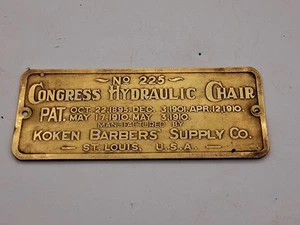 No 225
CONGRESS HYDRAULIC CHAIR
PAT. OCT. 22, 1895. DEC. 3, 1901. APR. 12, 1910.
MAY 17, 1910. MAY 3, 1910.
MANUFACTURED BY
KOKEN BARBERS' SUPPLY CO.
ST. LOUIS, U.S.A.